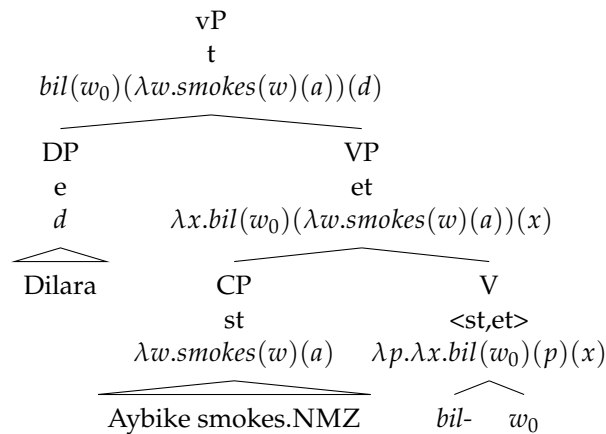 vP
t
bil(w₀)(λw.smokes(w)(a))(d)
DP VP
e et
d λx.bil(w₀)(λw.smokes(w)(a))(x)
Dilara CP V
st <st,et>
λw.smokes(w)(a) λp.λx.bil(w₀)(p)(x)
Aybike smokes.NMZ bil- w₀